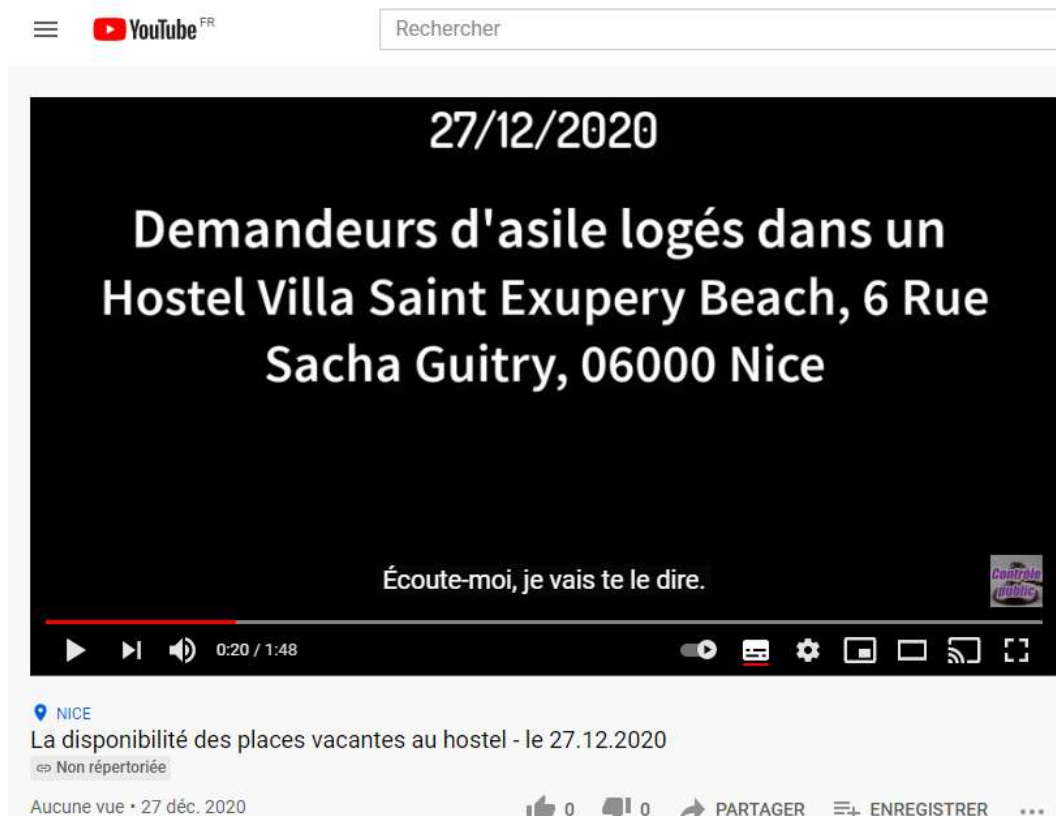 YouTube FR
Rechercher
27/12/2020
Demandeurs d'asile logés dans un
Hostel Villa Saint Exupery Beach, 6 Rue
Sacha Guitry, 06000 Nice
Écoute-moi, je vais te le dire.
Contrôle
public
0:20 / 1:48
NICE
La disponibilité des places vacantes au hostel - le 27.12.2020
Non répertoriée
Aucune vue • 27 déc. 2020 0 0 PARTAGER ENREGISTRER